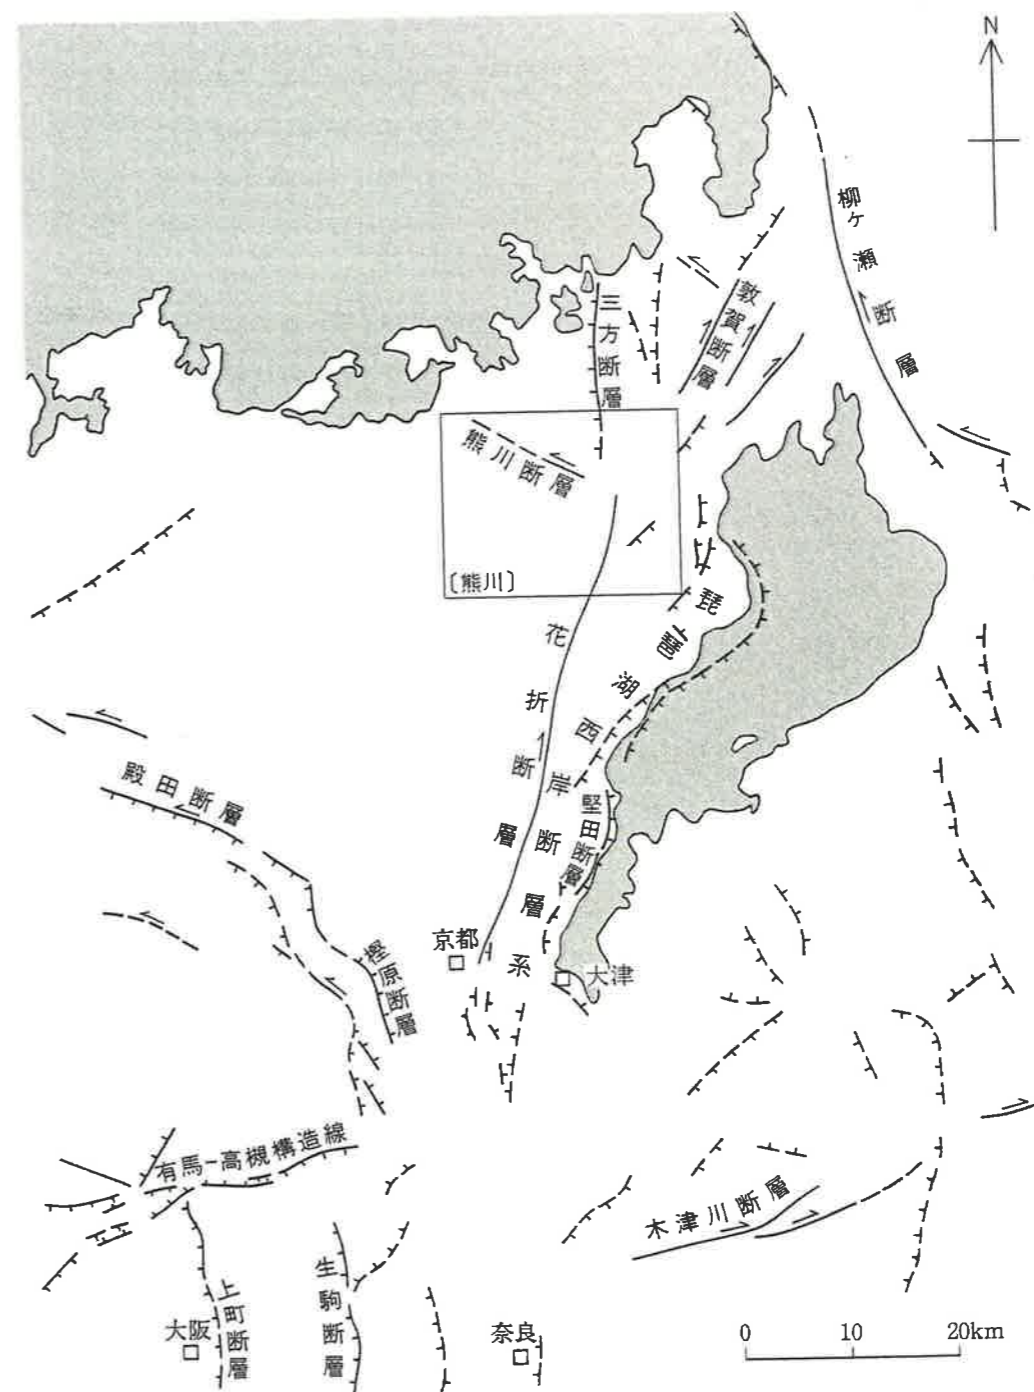 N
柳ヶ瀬断層
敦賀断層
三方断層
熊川断層
〔熊川〕
花折断層
琵琶湖西岸断層系
堅田断層
殿田断層
京都
大津
樫原断層
有馬-高槻構造線
木津川断層
上町断層
大阪
生駒断層
奈良
0 10 20km